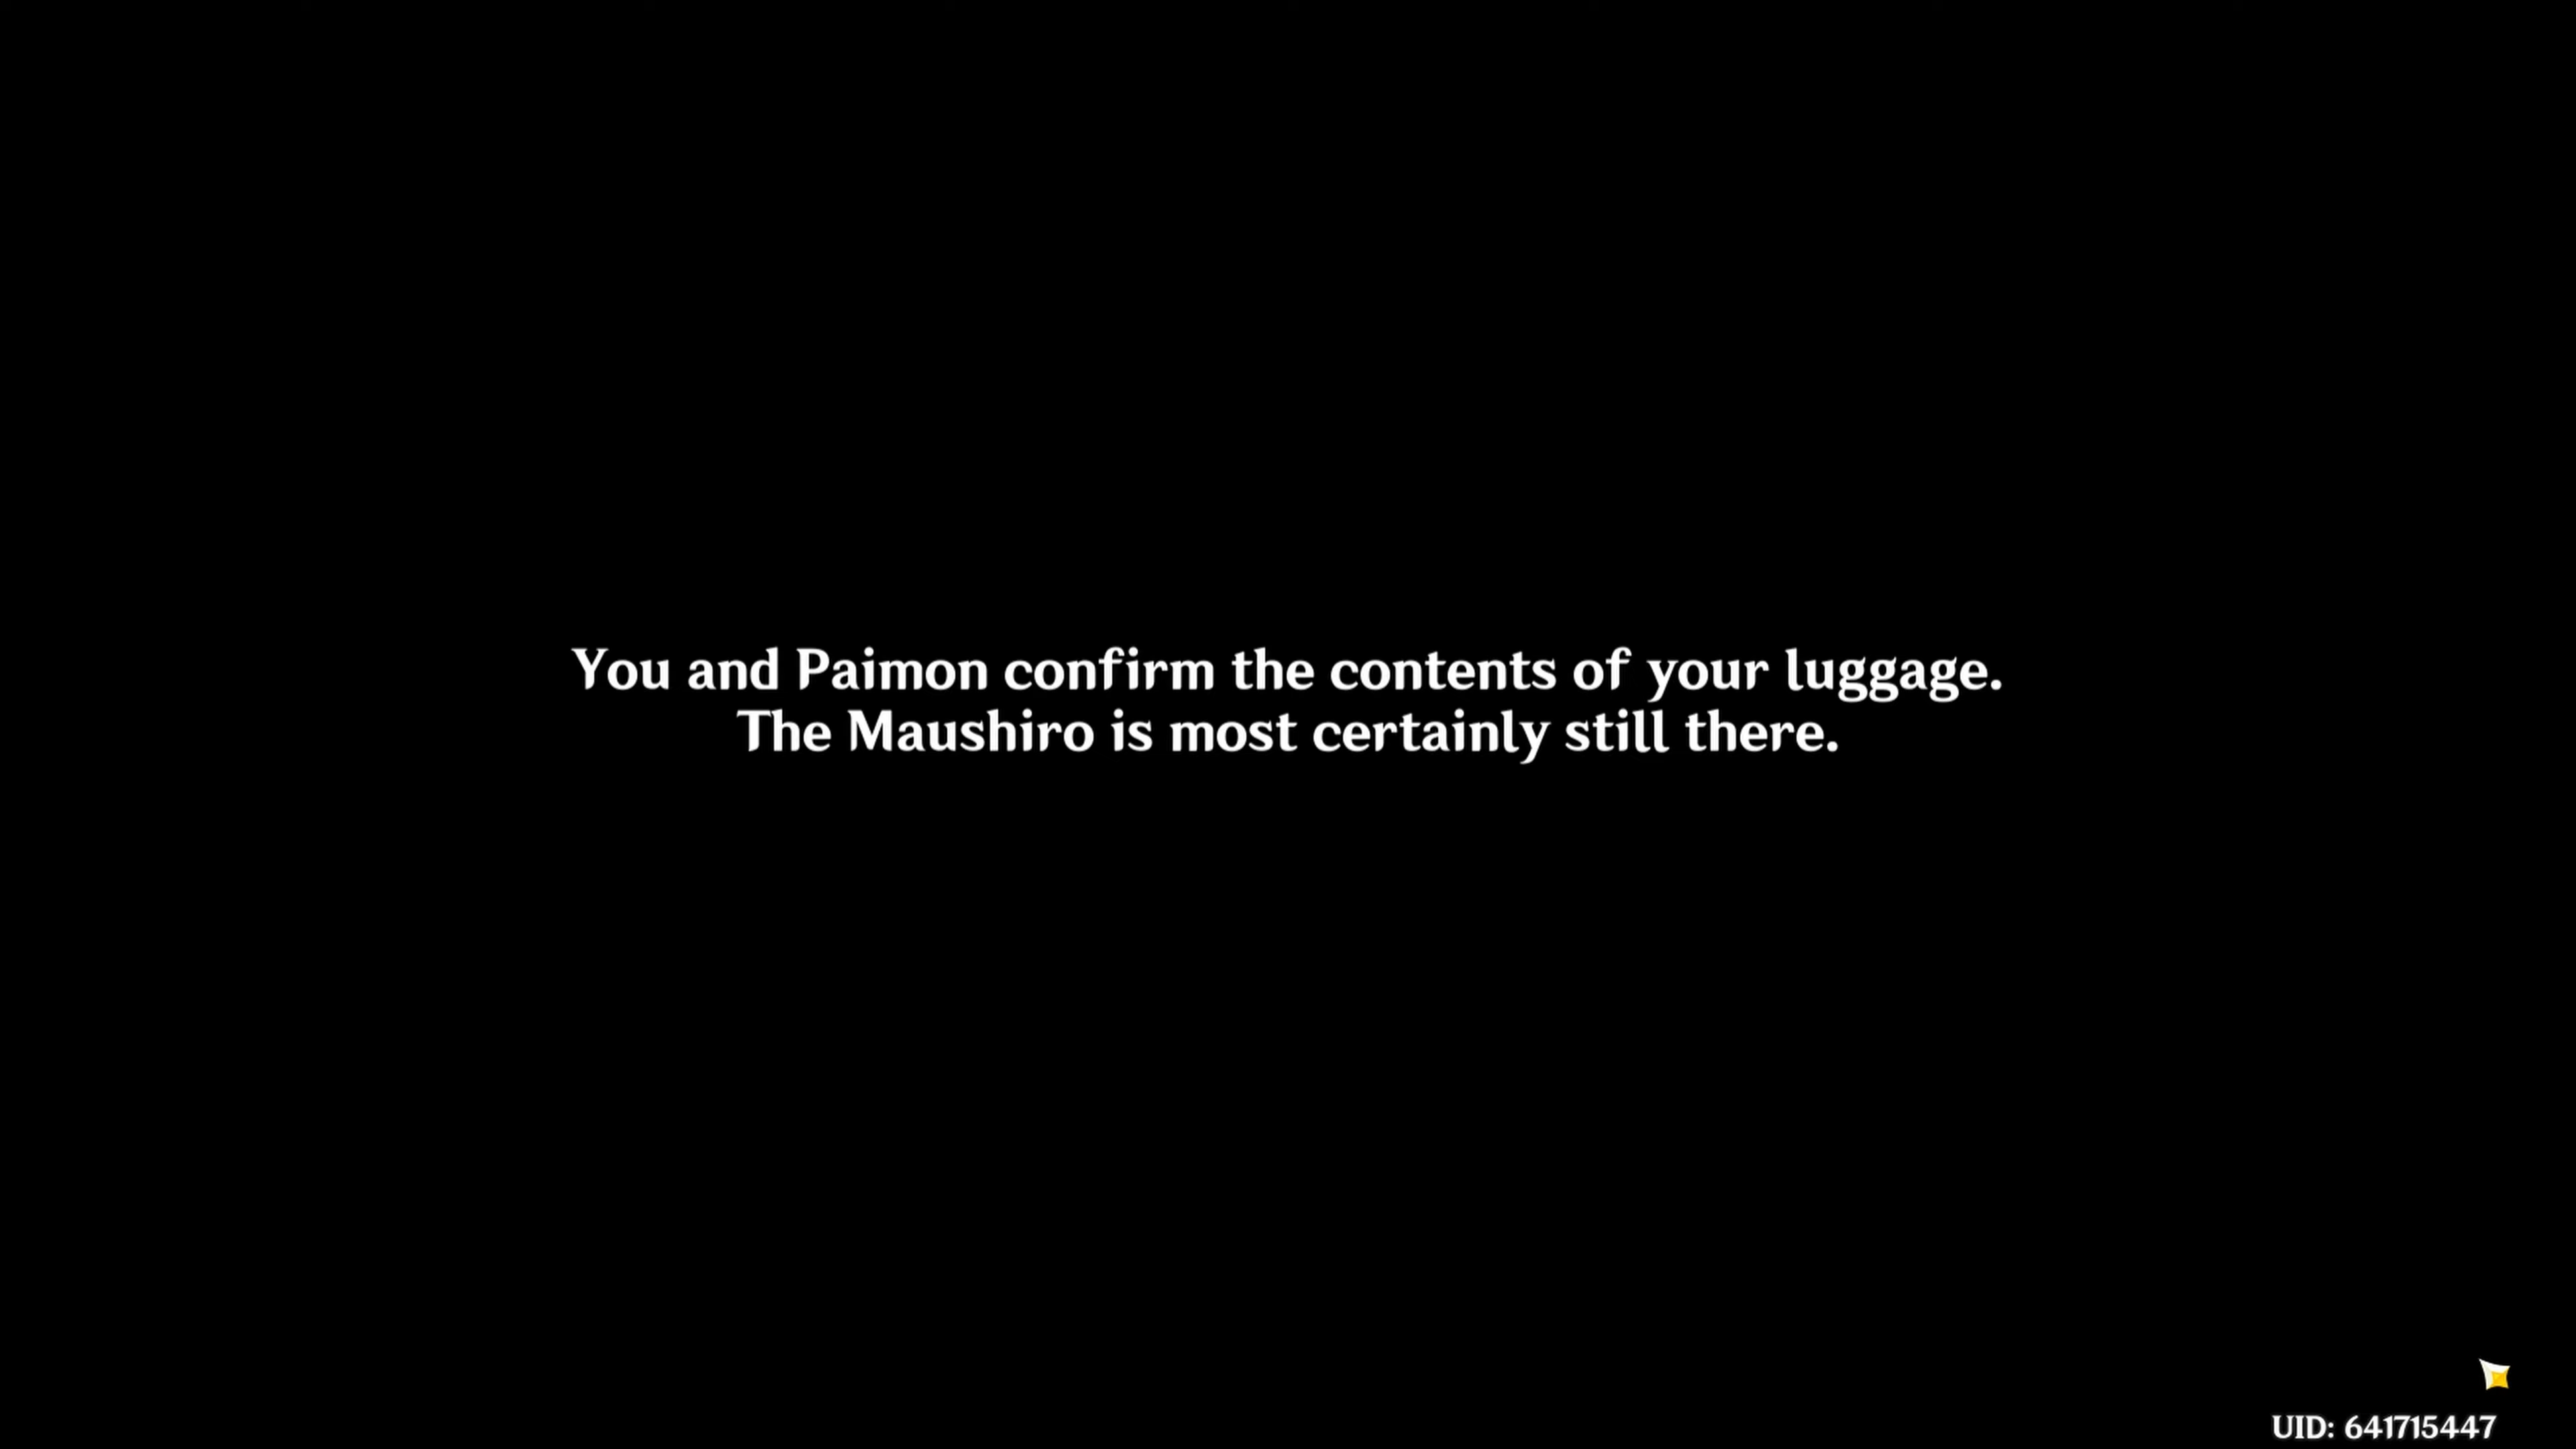 You and Paimon confirm the contents of your luggage.
The Maushiro is most certainly still there.
UID: 641715447